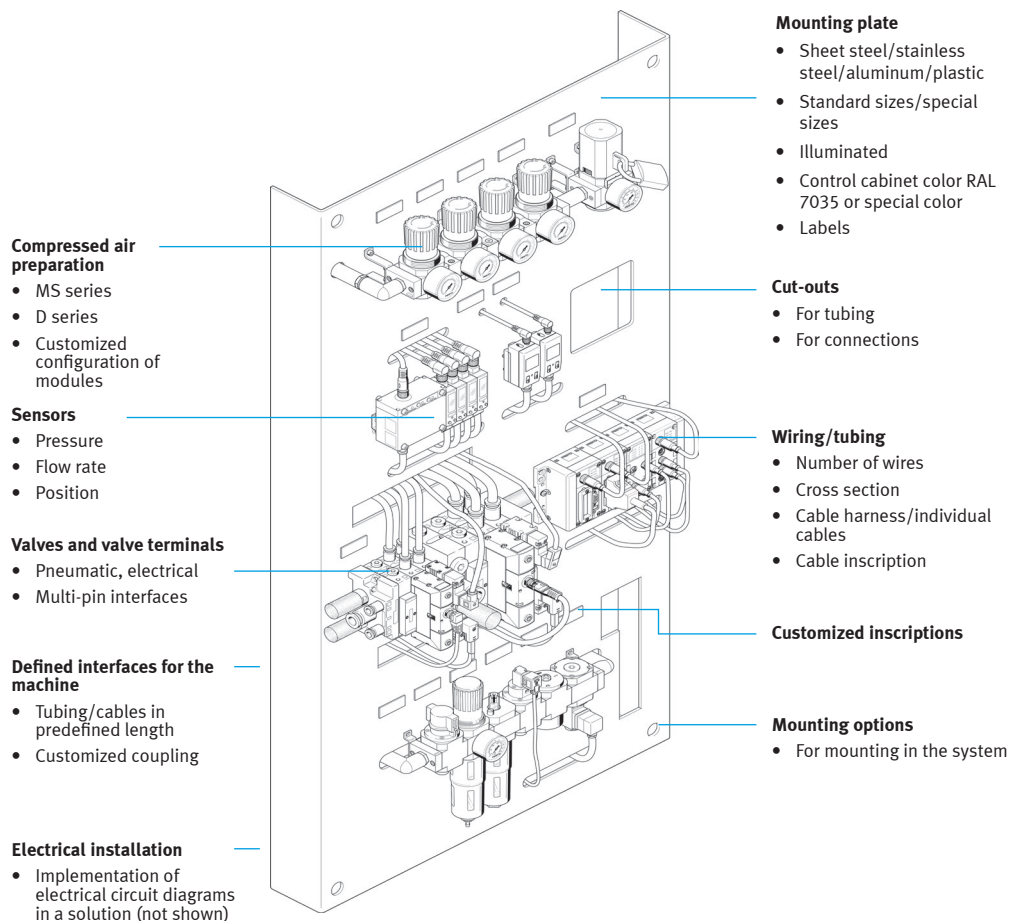 Mounting plate
• Sheet steel/stainless
steel/aluminum/plastic
• Standard sizes/special
sizes
• Illuminated
• Control cabinet color RAL
7035 or special color
• Labels
Compressed air
preparation
• MS series
• D series
• Customized
configuration of
modules
Cut-outs
• For tubing
• For connections
Sensors
• Pressure
• Flow rate
• Position
Wiring/tubing
• Number of wires
• Cross section
• Cable harness/individual
cables
• Cable inscription
Valves and valve terminals
• Pneumatic, electrical
• Multi-pin interfaces
Customized inscriptions
Defined interfaces for the
machine
• Tubing/cables in
predefined length
• Customized coupling
Mounting options
• For mounting in the system
Electrical installation
• Implementation of
electrical circuit diagrams
in a solution (not shown)